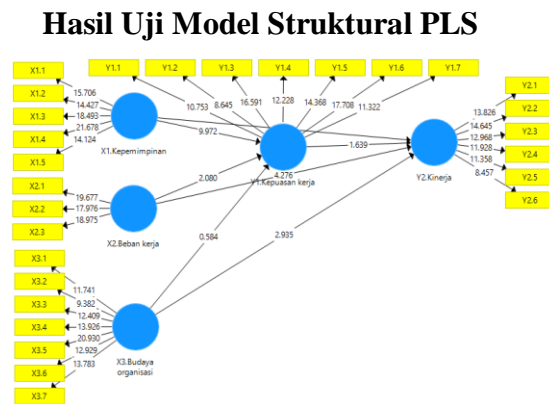 Hasil Uji Model Struktural PLS
X1.1
X1.2
X1.3
X1.4
X1.5
15.706
14.427
18.493
21.678
14.124
X1.Kepemimpinan
Y1.1
Y1.2
Y1.3
Y1.4
Y1.5
Y1.6
Y1.7
10.753
8.645
16.591
12.228
14.368
17.708
11.322
9.972
Y1.Kepuasan kerja
1.639
4.276
2.080
0.584
2.935
Y2.1
Y2.2
Y2.3
Y2.4
Y2.5
Y2.6
13.826
14.645
12.968
11.928
11.358
8.457
Y2.Kinerja
X2.1
X2.2
X2.3
19.677
17.976
18.975
X2.Beban kerja
X3.1
X3.2
X3.3
X3.4
X3.5
X3.6
X3.7
11.741
9.382
12.409
13.926
20.930
12.929
13.783
X3.Budaya
organisasi